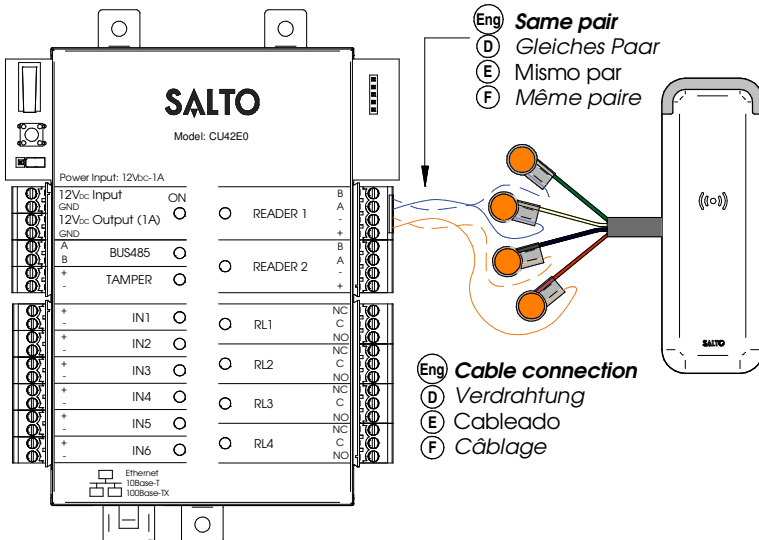 Eng Same pair
D Gleiches Paar
E Mismo par
F Même paire
SALTO
Model: CU42E0
Power Input: 12VDC-1A
12VDC Input ON
GND
12VDC Output (1A)
GND
A
B
BUS485
+
-
TAMPER
+
-
IN1
+
-
IN2
+
-
IN3
+
-
IN4
+
-
IN5
+
-
IN6
READER 1
B
A
-
+
READER 2
B
A
-
+
RL1
NC
C
NO
RL2
NC
C
NO
RL3
NC
C
NO
RL4
NC
C
NO
Ethernet
10Base-T
100Base-TX
SALTO
Eng Cable connection
D Verdrahtung
E Cableado
F Câblage